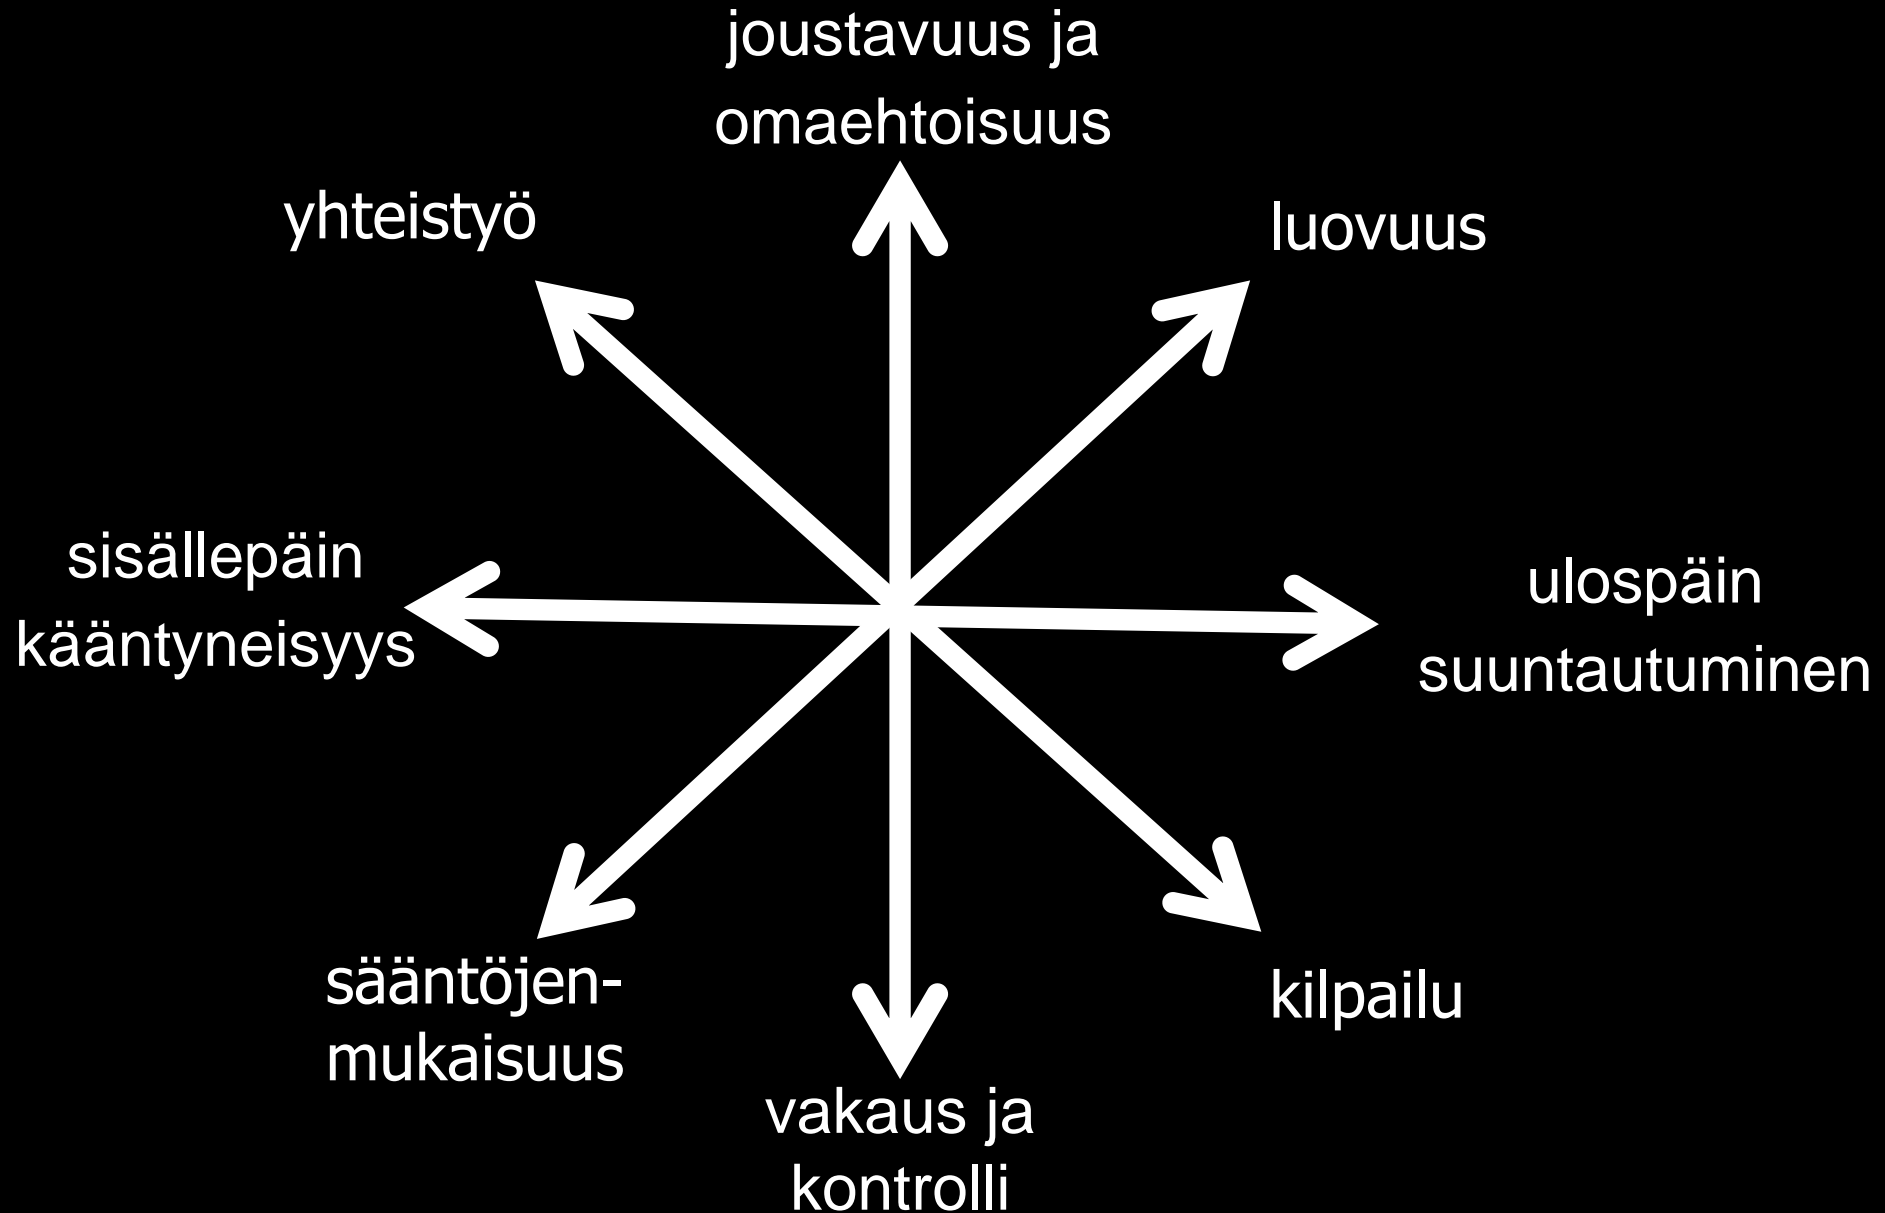 joustavuus ja
omaehtoisuus
yhteistyö
luovuus
sisällepäin
kääntyneisyys
ulospäin
suuntautuminen
sääntöjen-
mukaisuus
kilpailu
vakaus ja
kontrolli